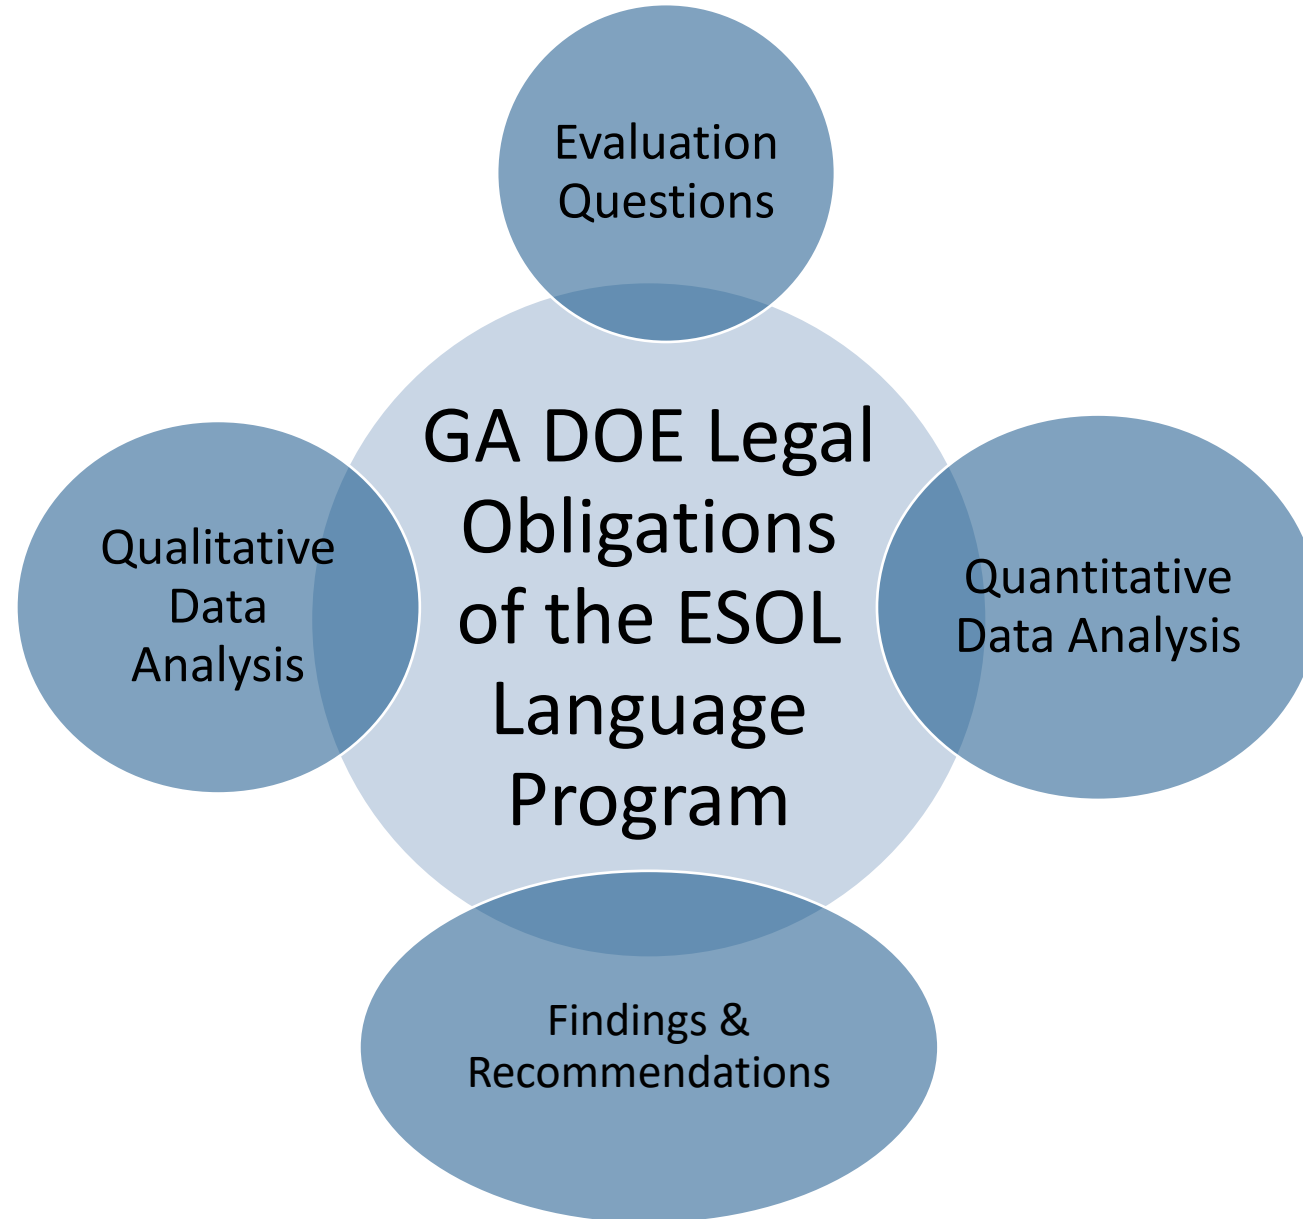 Evaluation
Questions
GA DOE Legal
Obligations
of the ESOL
Language
Program
Qualitative
Data
Analysis
Quantitative
Data Analysis
Findings &
Recommendations